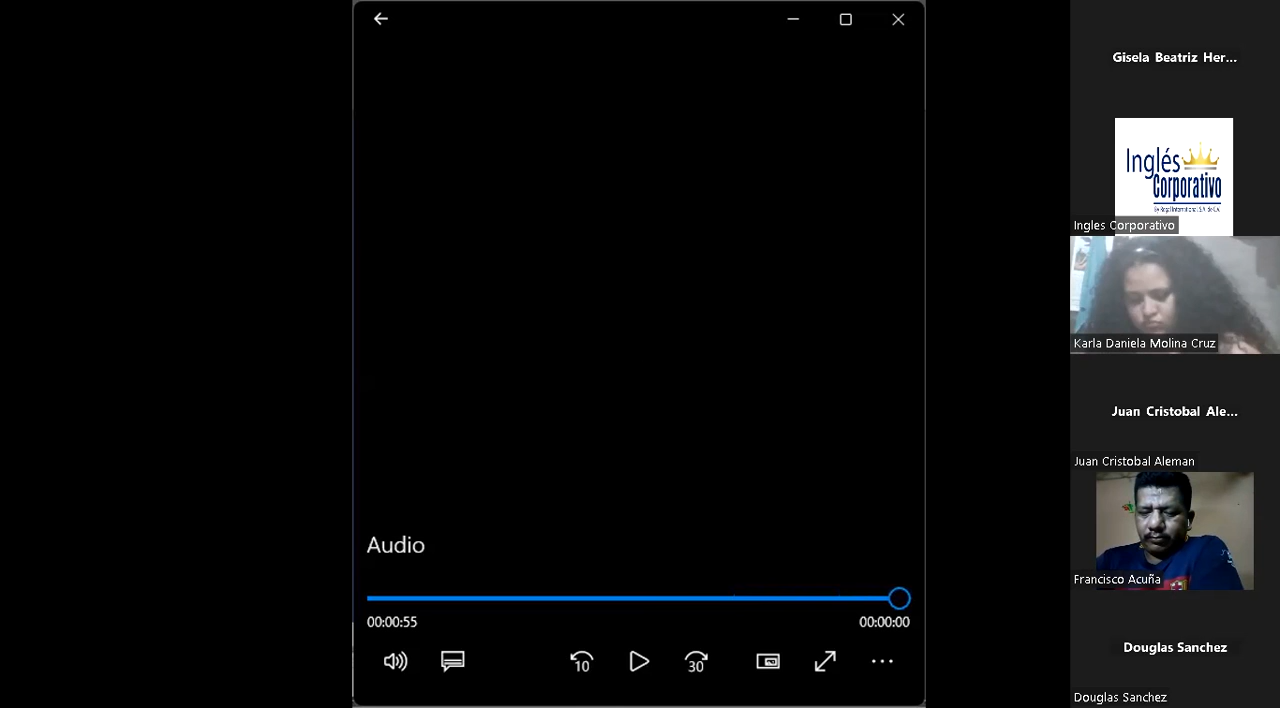 Audio
00:00:55
00:00:00
10
30
Gisela Beatriz Her...
Inglés
Corporativo
Ingles Corporativo
Karla Daniela Molina Cruz
Juan Cristobal Ale...
Juan Cristobal Aleman
Francisco Acuña
Douglas Sanchez
Douglas Sanchez